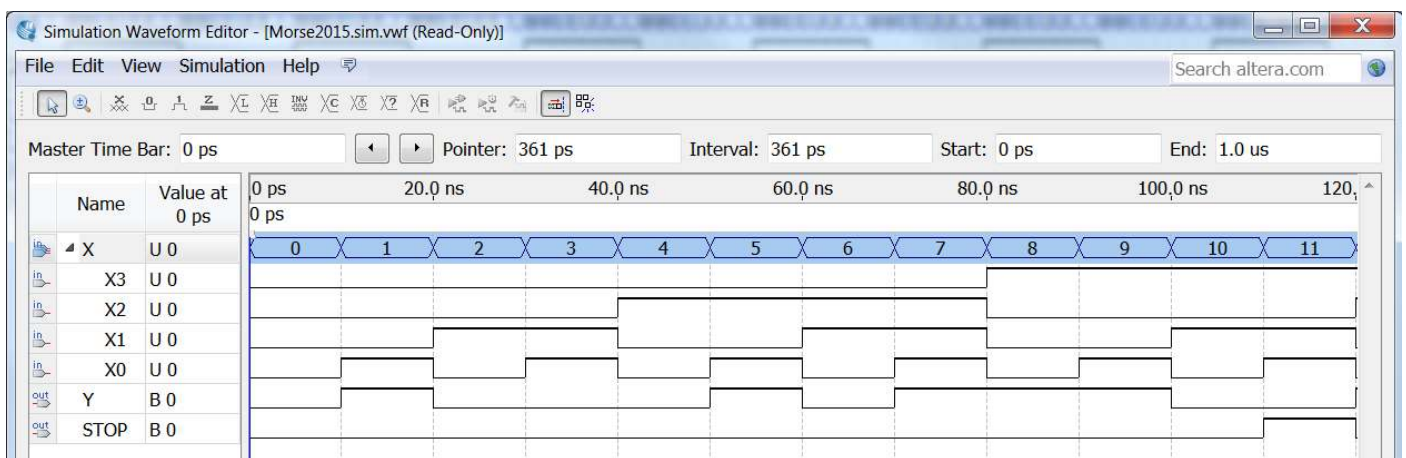 Simulation Waveform Editor - [Morse2015.sim.vwf (Read-Only)]
File Edit View Simulation Help
Search altera.com
Master Time Bar: 0 ps Pointer: 361 ps Interval: 361 ps Start: 0 ps End: 1.0 us
Name Value at 0 ps
0 ps 20.0 ns 40.0 ns 60.0 ns 80.0 ns 100.0 ns 120.
0 ps
X U 0 0 1 2 3 4 5 6 7 8 9 10 11
X3 U 0
X2 U 0
X1 U 0
X0 U 0
Y B 0
STOP B 0